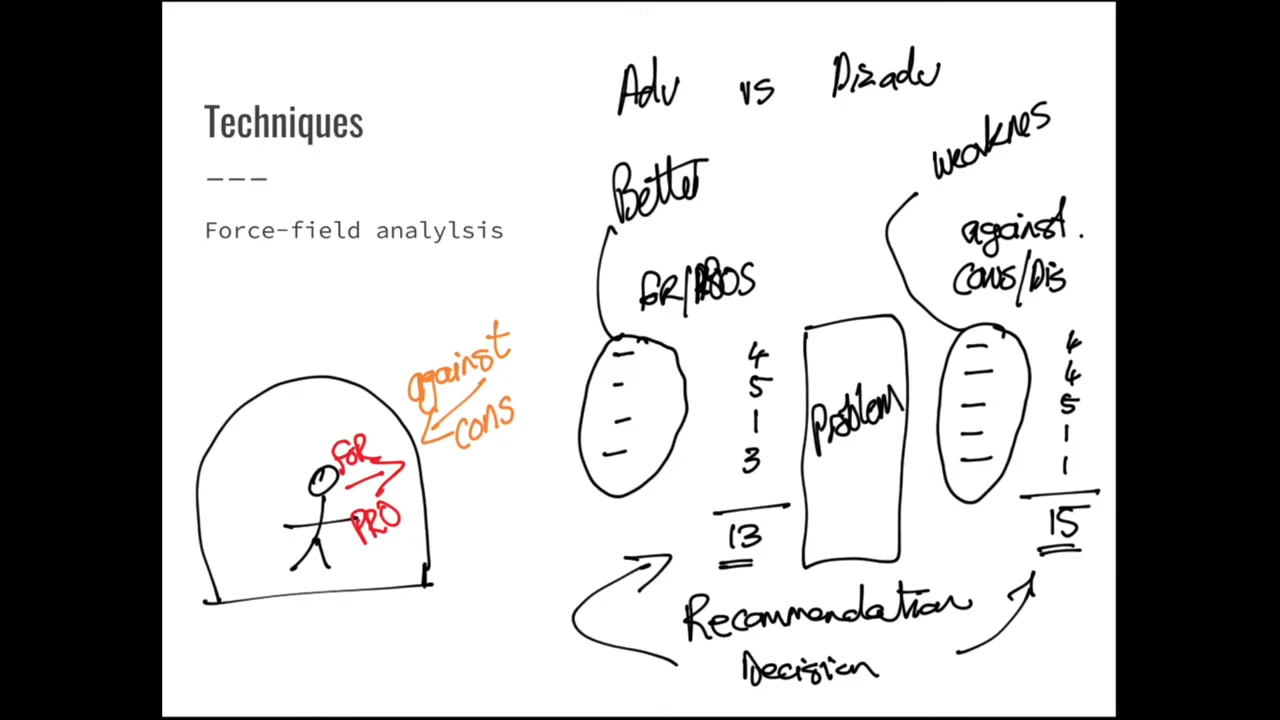 Techniques
---
Force-field analylsis
Adv vs Disadv
Better
weaknes
against.
FOR/PROS
cons/Dis
4
5
1
3
13
Problem
4
4
5
1
1
15
against
cons
FOR
PRO
Recommendation
Decision